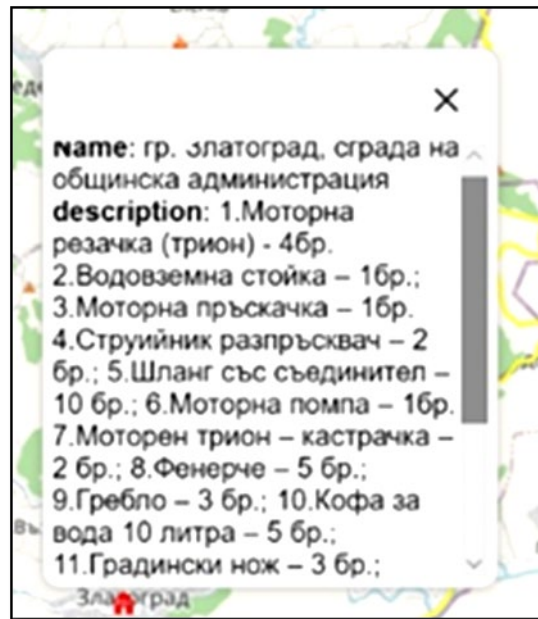 Name: гр. Златоград, сграда на
общинска администрация
description: 1.Моторна
резачка (трион) - 4бр.
2.Водовземна стойка – 1бр.;
3.Моторна пръскачка – 1бр.
4.Струийник разпръсквач – 2
бр.; 5.Шланг със съединител –
10 бр.; 6.Моторна помпа – 1бр.
7.Моторен трион – кастрачка –
2 бр.; 8.Фенерче – 5 бр.;
9.Гребло – 3 бр.; 10.Кофа за
вода 10 литра – 5 бр.;
11.Градински нож – 3 бр.;
Златоград